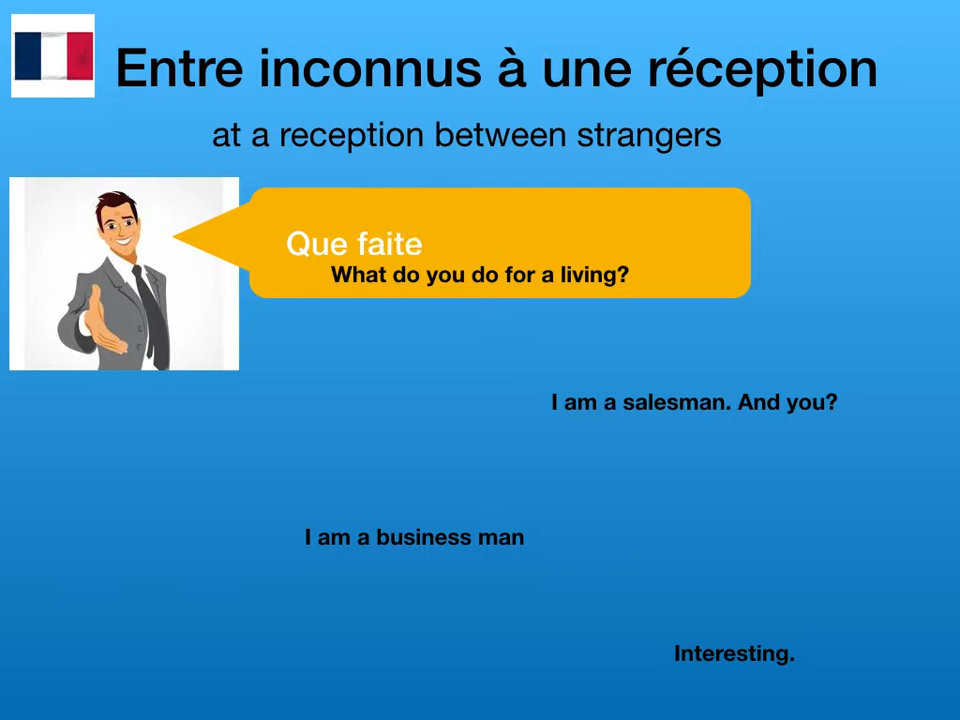 Entre inconnus à une réception
at a reception between strangers
Que faite
What do you do for a living?
I am a salesman. And you?
I am a business man
Interesting.